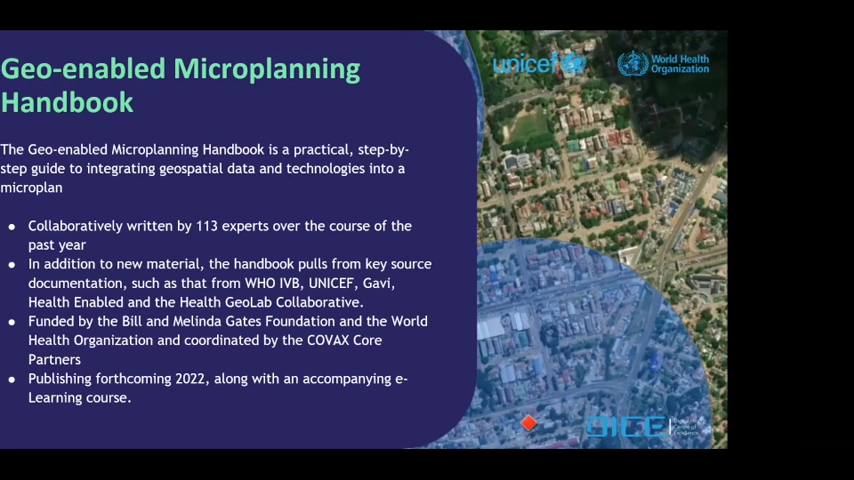 Geo-enabled Microplanning
Handbook
unicef
World Health
Organization
The Geo-enabled Microplanning Handbook is a practical, step-by-
step guide to integrating geospatial data and technologies into a
microplan
● Collaboratively written by 113 experts over the course of the
past year
● In addition to new material, the handbook pulls from key source
documentation, such as that from WHO IVB, UNICEF, Gavi,
Health Enabled and the Health GeoLab Collaborative.
● Funded by the Bill and Melinda Gates Foundation and the World
Health Organization and coordinated by the COVAX Core
Partners
● Publishing forthcoming 2022, along with an accompanying e-
Learning course.
DICE
Centre of
Excellence